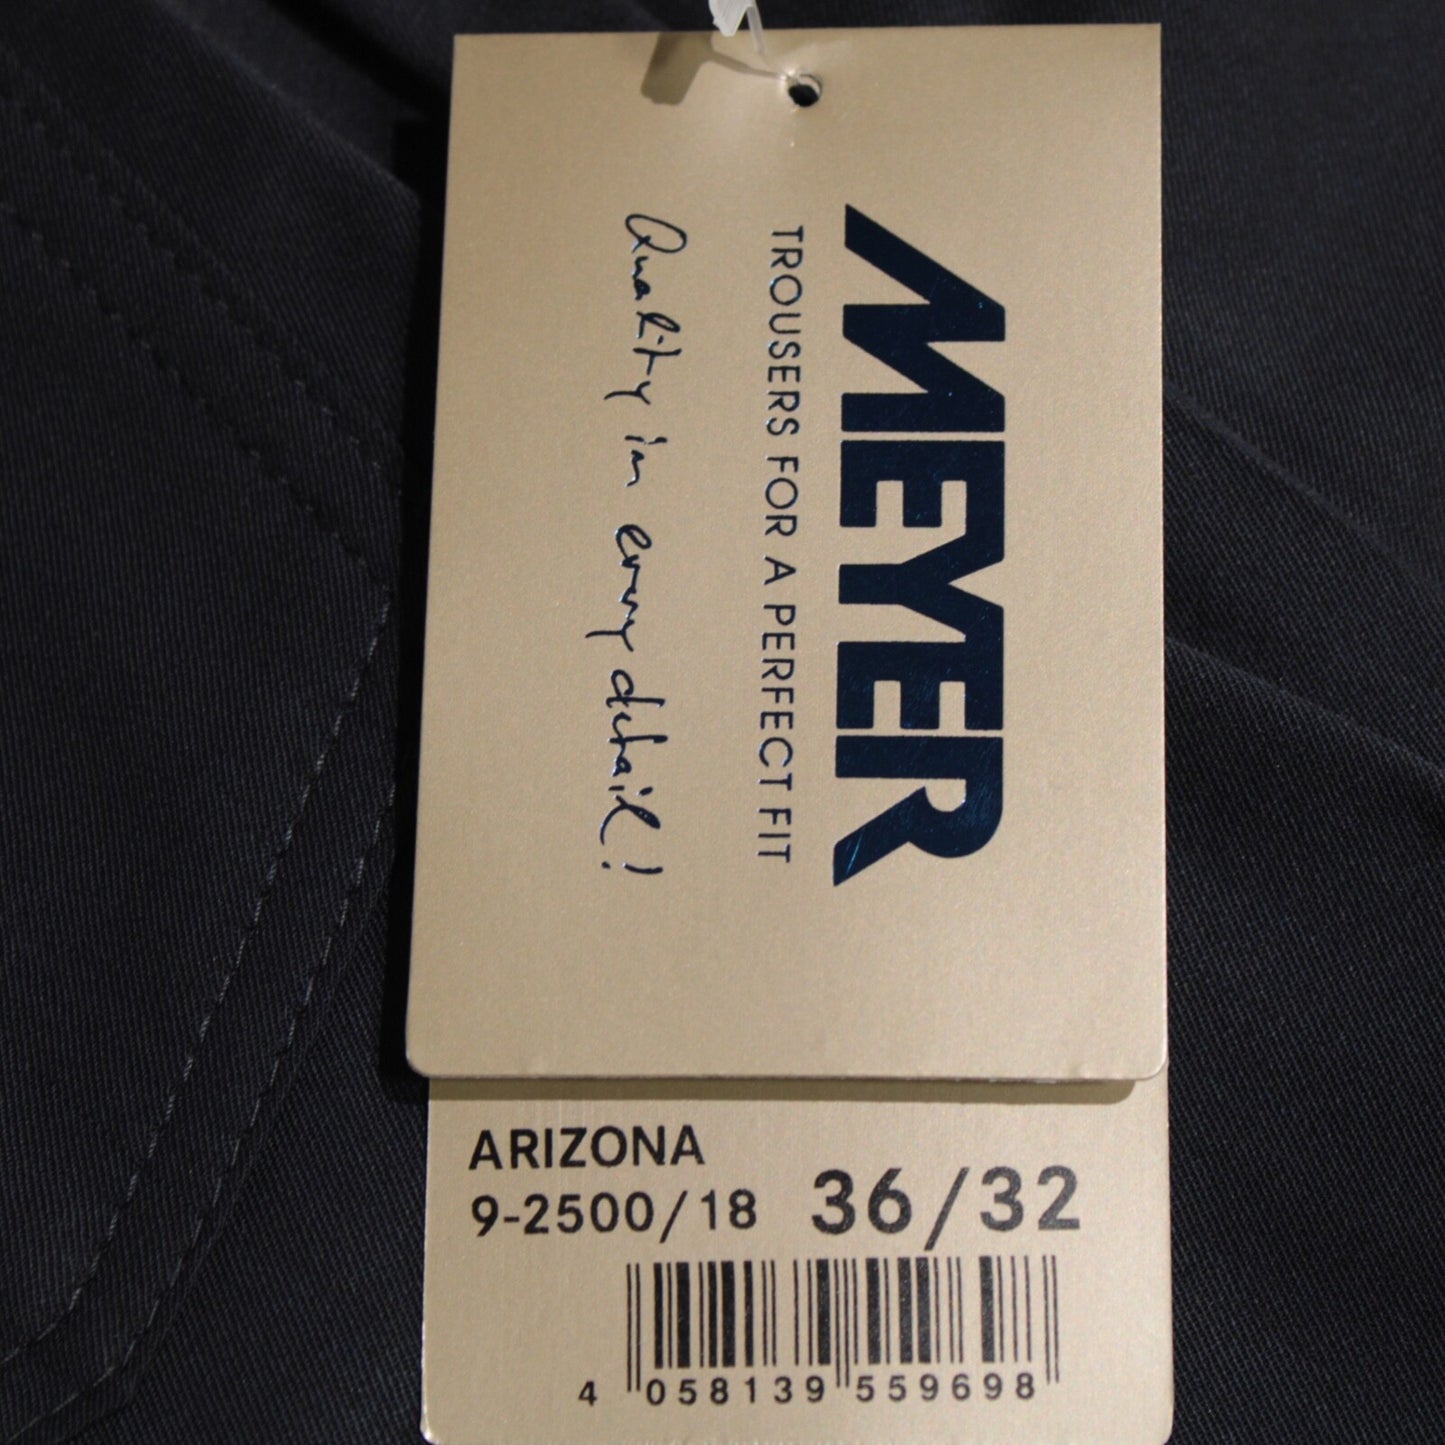 MEYER
TROUSERS FOR A PERFECT FIT
Quality in every detail!
ARIZONA
9-2500/18 36/32
4 058139 559698